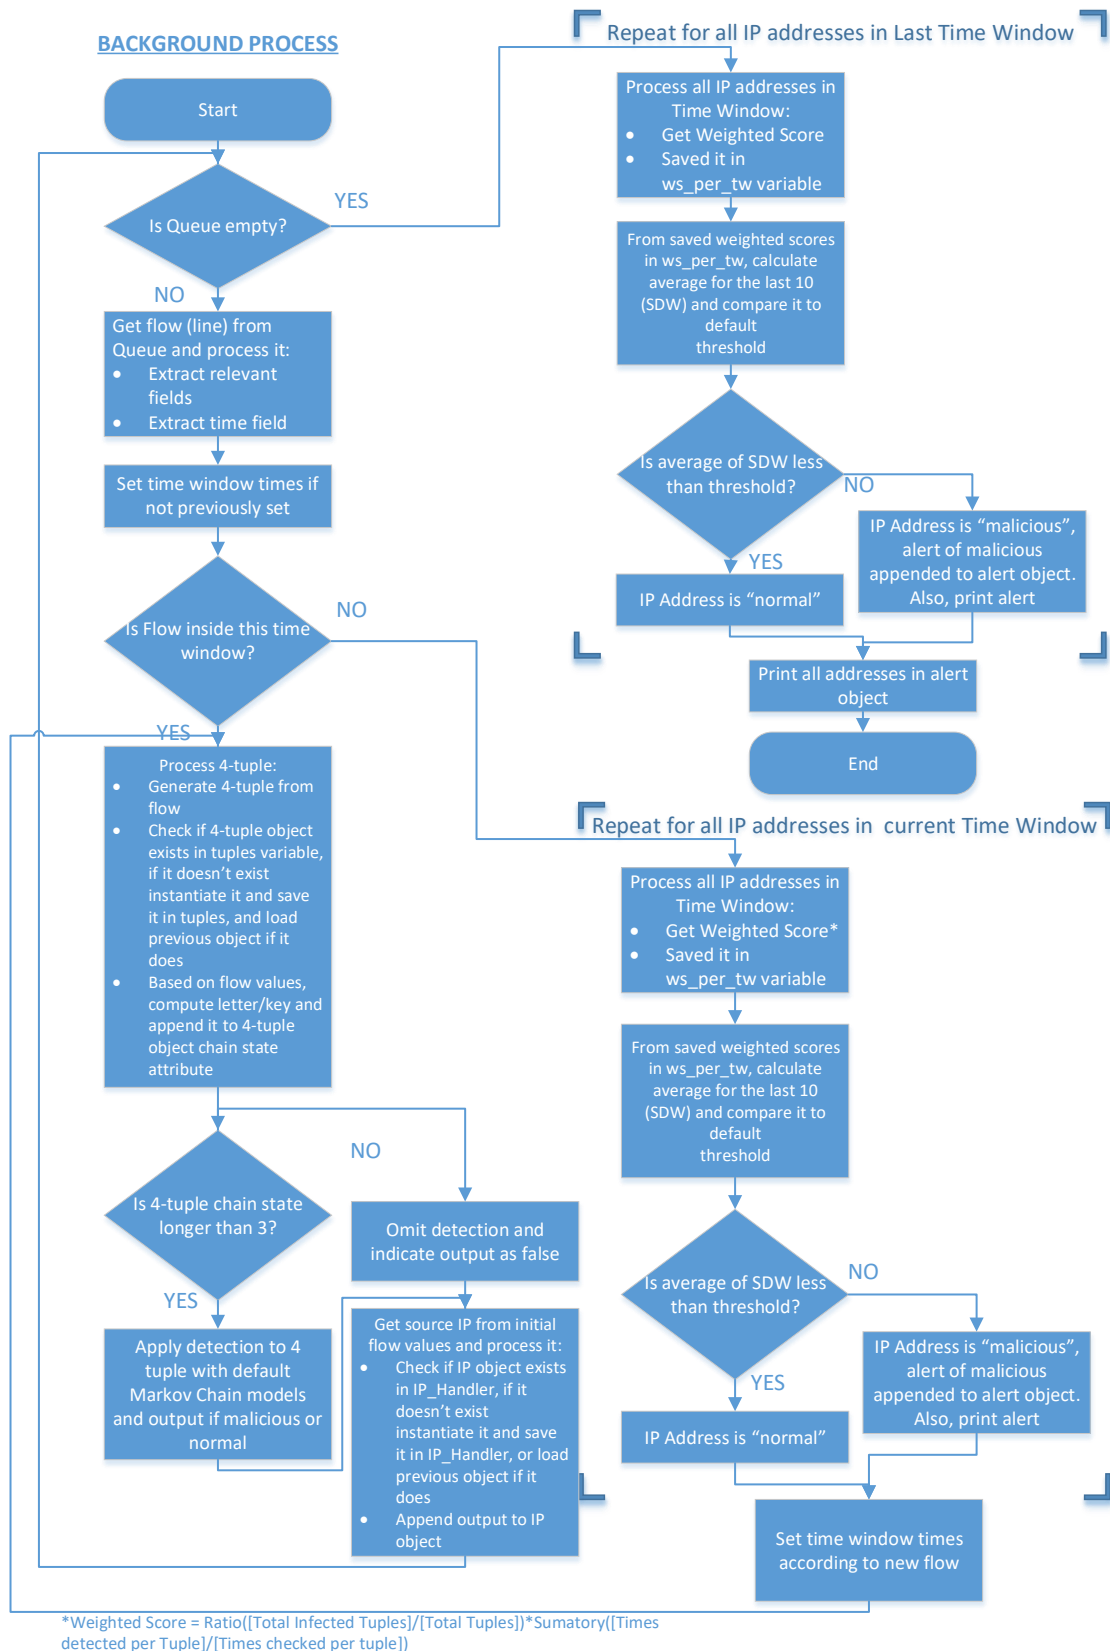 BACKGROUND PROCESS
Start
Is Queue empty?
YES
NO
Get flow (line) from
Queue and process it:
• Extract relevant
fields
• Extract time field
Set time window times if
not previously set
Is Flow inside this time
window?
NO
YES
Process 4-tuple:
• Generate 4-tuple from
flow
• Check if 4-tuple object
exists in tuples variable,
if it doesn't exist
instantiate it and save
it in tuples, and load
previous object if it
does
• Based on flow values,
compute letter/key and
append it to 4-tuple
object chain state
attribute
Is 4-tuple chain state
longer than 3?
NO
YES
Omit detection and
indicate output as false
Apply detection to 4
tuple with default
Markov Chain models
and output if malicious or
normal
Get source IP from initial
flow values and process it:
• Check if IP object exists
in IP_Handler, if it
doesn't exist
instantiate it and save
it in IP_Handler, or load
previous object if it
does
• Append output to IP
object
Repeat for all IP addresses in Last Time Window
Process all IP addresses in
Time Window:
• Get Weighted Score
• Saved it in
ws_per_tw variable
From saved weighted scores
in ws_per_tw, calculate
average for the last 10
(SDW) and compare it to
default
threshold
Is average of SDW less
than threshold?
NO
YES
IP Address is "normal"
IP Address is "malicious",
alert of malicious
appended to alert object.
Also, print alert
Print all addresses in alert
object
End
Repeat for all IP addresses in current Time Window
Process all IP addresses in
Time Window:
• Get Weighted Score*
• Saved it in
ws_per_tw variable
From saved weighted scores
in ws_per_tw, calculate
average for the last 10
(SDW) and compare it to
default
threshold
Is average of SDW less
than threshold?
NO
YES
IP Address is "normal"
IP Address is "malicious",
alert of malicious
appended to alert object.
Also, print alert
Set time window times
according to new flow
*Weighted Score = Ratio([Total Infected Tuples]/[Total Tuples])*Sumatory([Times
detected per Tuple]/[Times checked per tuple])